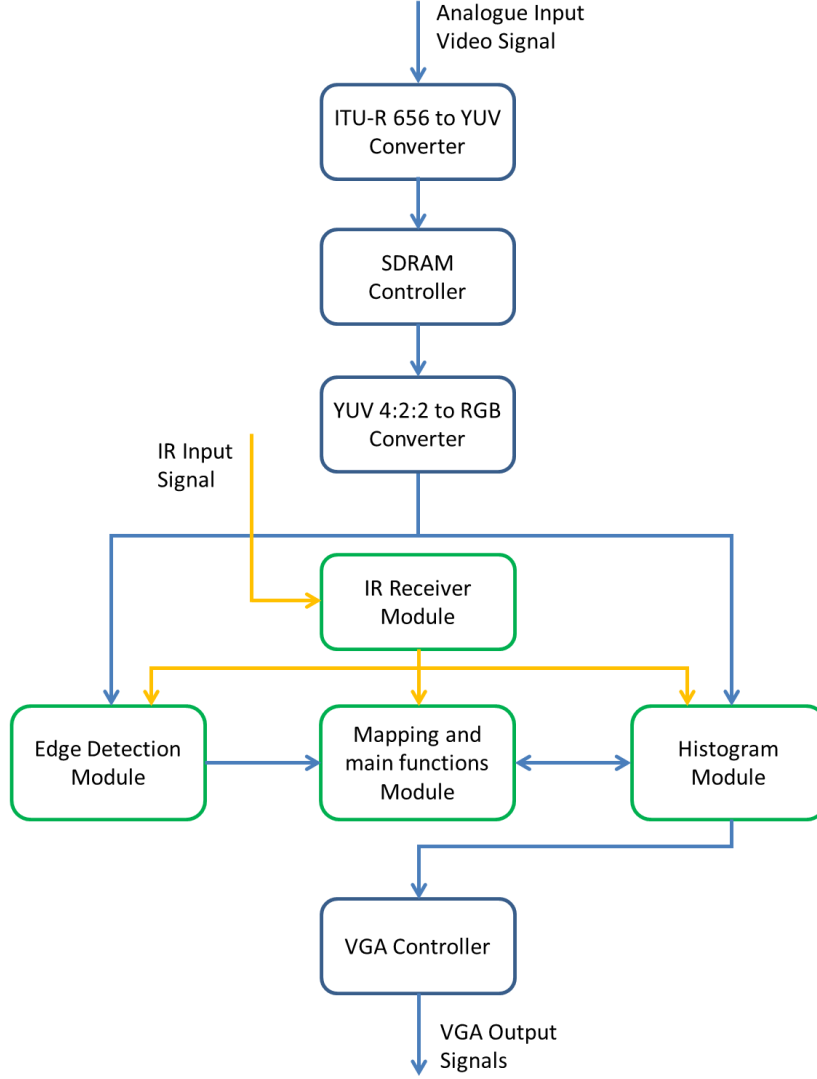 Analogue Input
Video Signal
ITU-R 656 to YUV
Converter
SDRAM
Controller
YUV 4:2:2 to RGB
Converter
IR Input
Signal
IR Receiver
Module
Edge Detection
Module
Mapping and
main functions
Module
Histogram
Module
VGA Controller
VGA Output
Signals